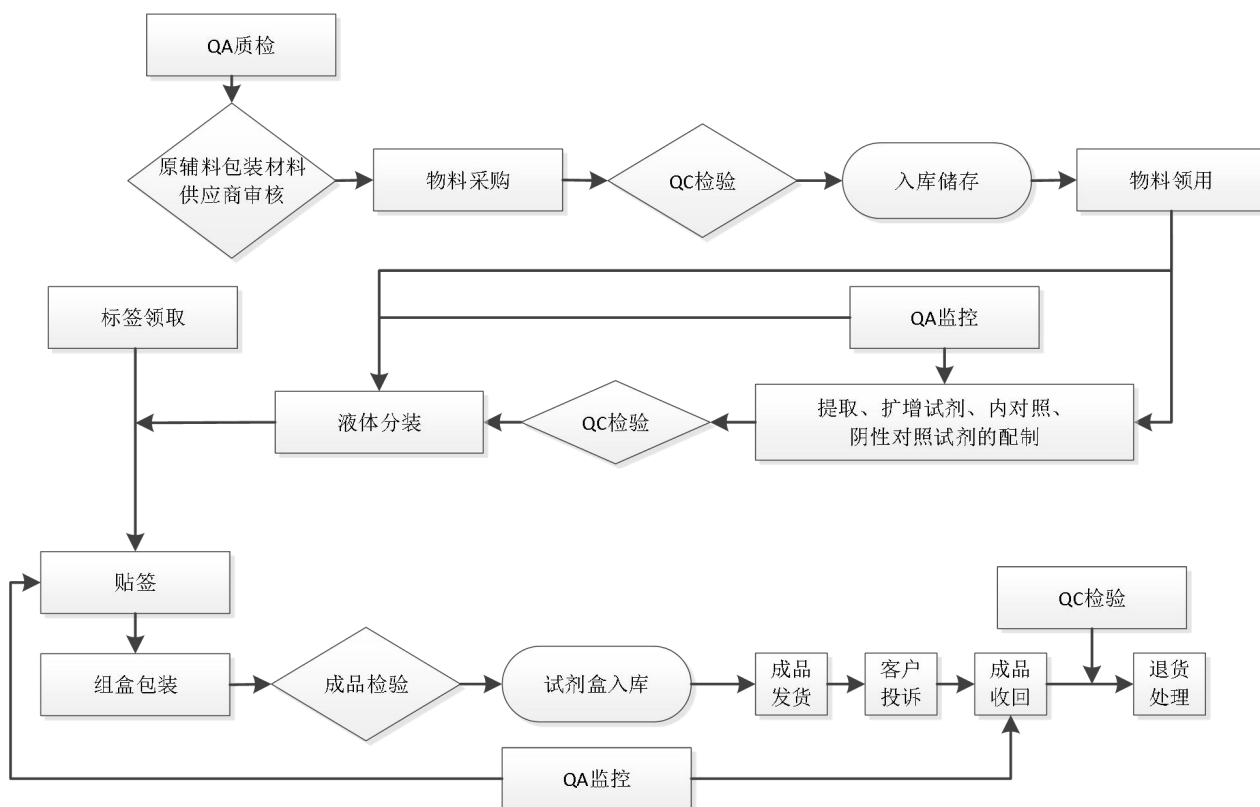 QA质检
原辅料包装材料
供应商审核
物料采购
QC检验
入库储存
物料领用
标签领取
QA监控
液体分装
QC检验
提取、扩增试剂、内对照、
阴性对照试剂的配制
贴签
QC检验
组盒包装
成品检验
试剂盒入库
成品
发货
客户
投诉
成品
收回
退货
处理
QA监控